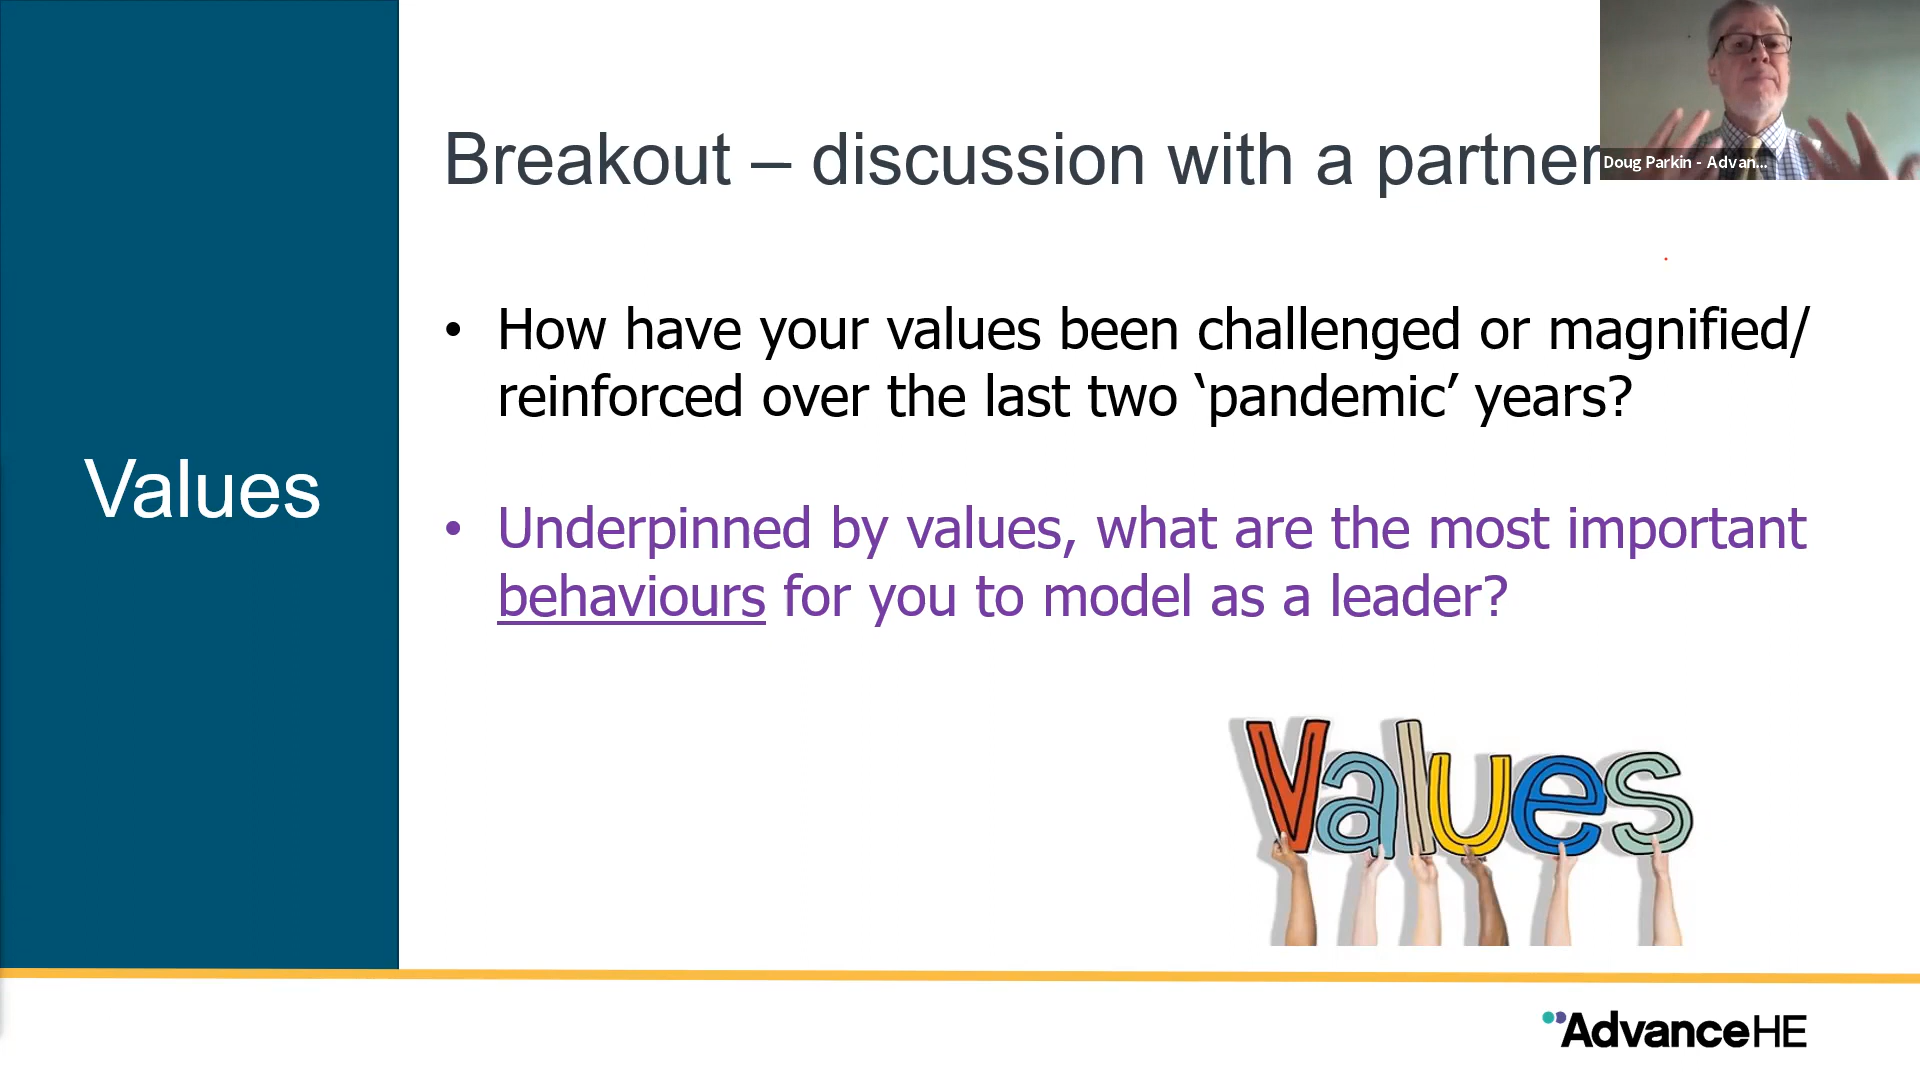 Breakout – discussion with a partner
Doug Parkin - Advan...
• How have your values been challenged or magnified/
reinforced over the last two ‘pandemic’ years?
Values
• Underpinned by values, what are the most important
behaviours for you to model as a leader?
Values
AdvanceHE